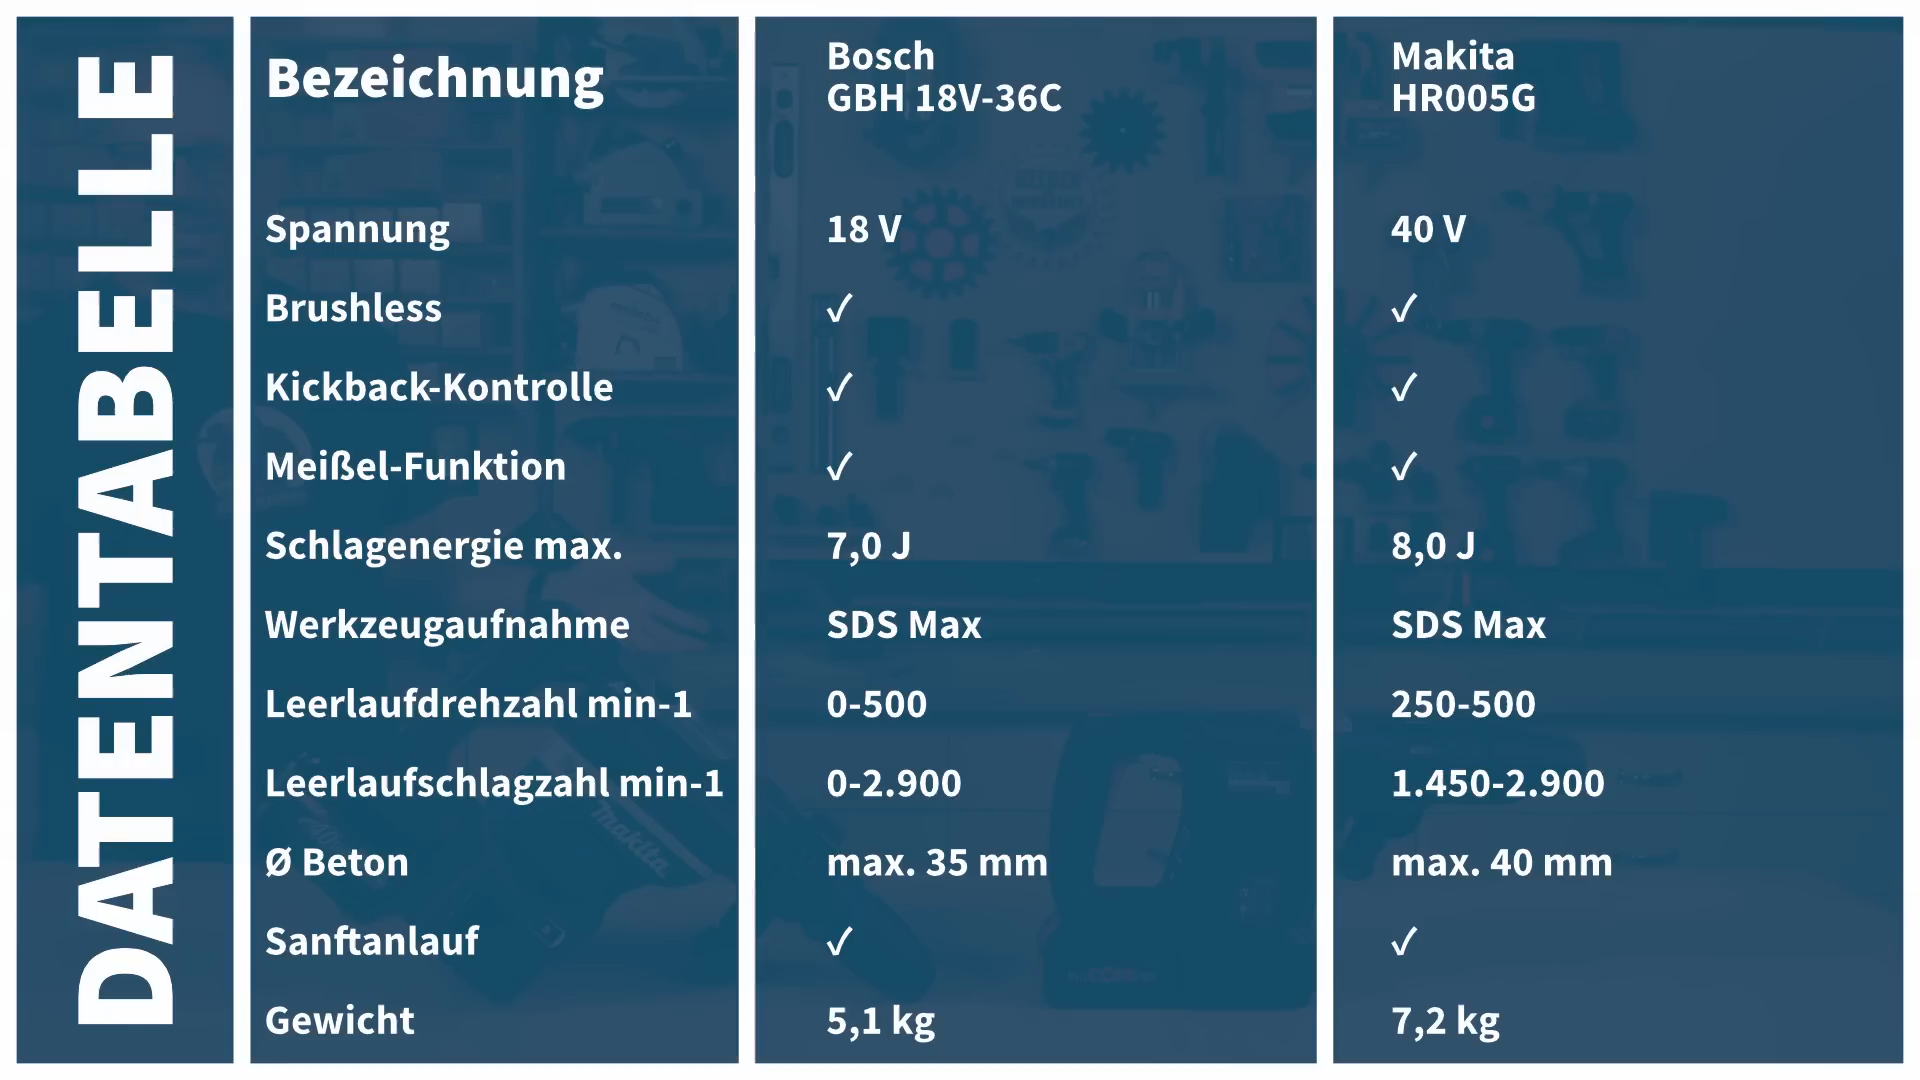 DATENTABELLE
Bezeichnung
Bosch
GBH 18V-36C
Makita
HR005G
Spannung 18 V 40 V
Brushless ✓ ✓
Kickback-Kontrolle ✓ ✓
Meißel-Funktion ✓ ✓
Schlagenergie max. 7,0 J 8,0 J
Werkzeugaufnahme SDS Max SDS Max
Leerlaufdrehzahl min-1 0-500 250-500
Leerlaufschlagzahl min-1 0-2.900 1.450-2.900
Ø Beton max. 35 mm max. 40 mm
Sanftanlauf ✓ ✓
Gewicht 5,1 kg 7,2 kg
makita